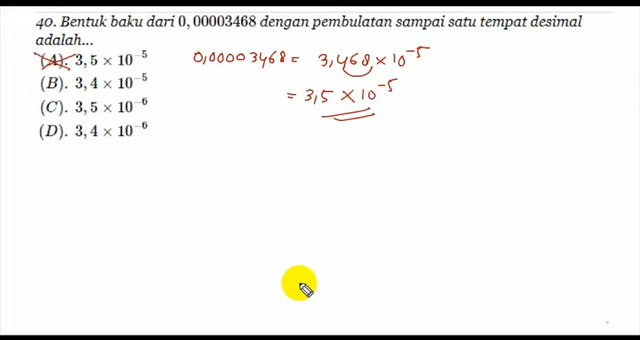 40. Bentuk baku dari 0,00003468 dengan pembulatan sampai satu tempat desimal
adalah...
(A). 3,5 × 10⁻⁵
(B). 3,4 × 10⁻⁵
(C). 3,5 × 10⁻⁶
(D). 3,4 × 10⁻⁶
0,00003468 = 3,468 × 10⁻⁵
= 3,5 × 10⁻⁵